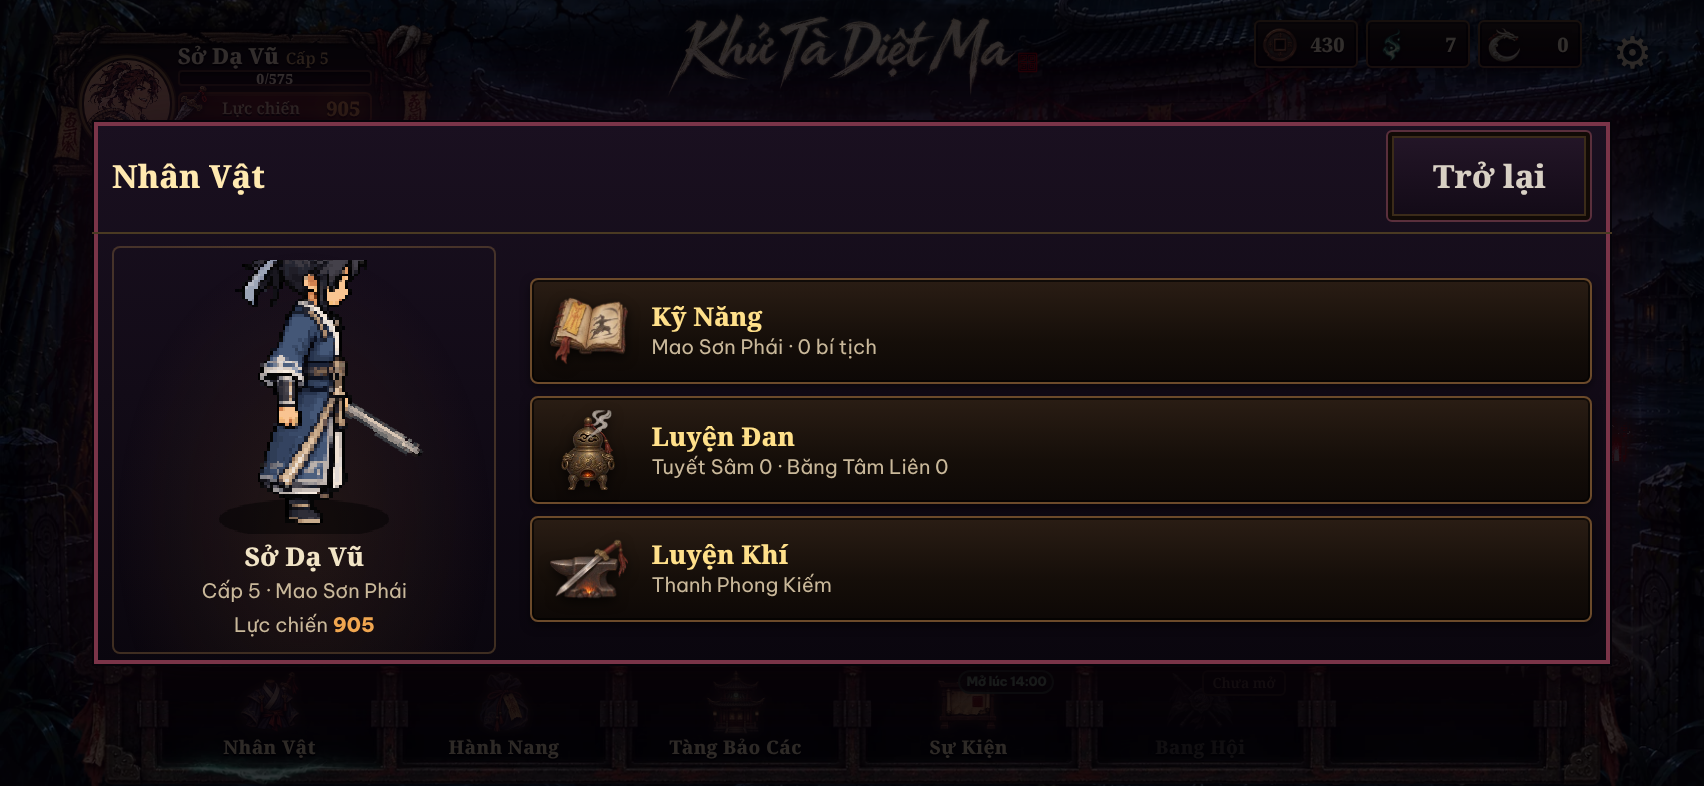 Khử Tà Diệt Ma
Sở Dạ Vũ Cấp 5
0/575
Lực chiến 905
430
7
0
Nhân Vật
Trở lại
Kỹ Năng
Mao Sơn Phái · 0 bí tịch
Luyện Đan
Tuyết Sâm 0 · Băng Tâm Liên 0
Luyện Khí
Thanh Phong Kiếm
Sở Dạ Vũ
Cấp 5 · Mao Sơn Phái
Lực chiến 905
Mở lúc 14:00
Chưa mở
Nhân Vật
Hành Nang
Tàng Bảo Các
Sự Kiện
Bang Hội